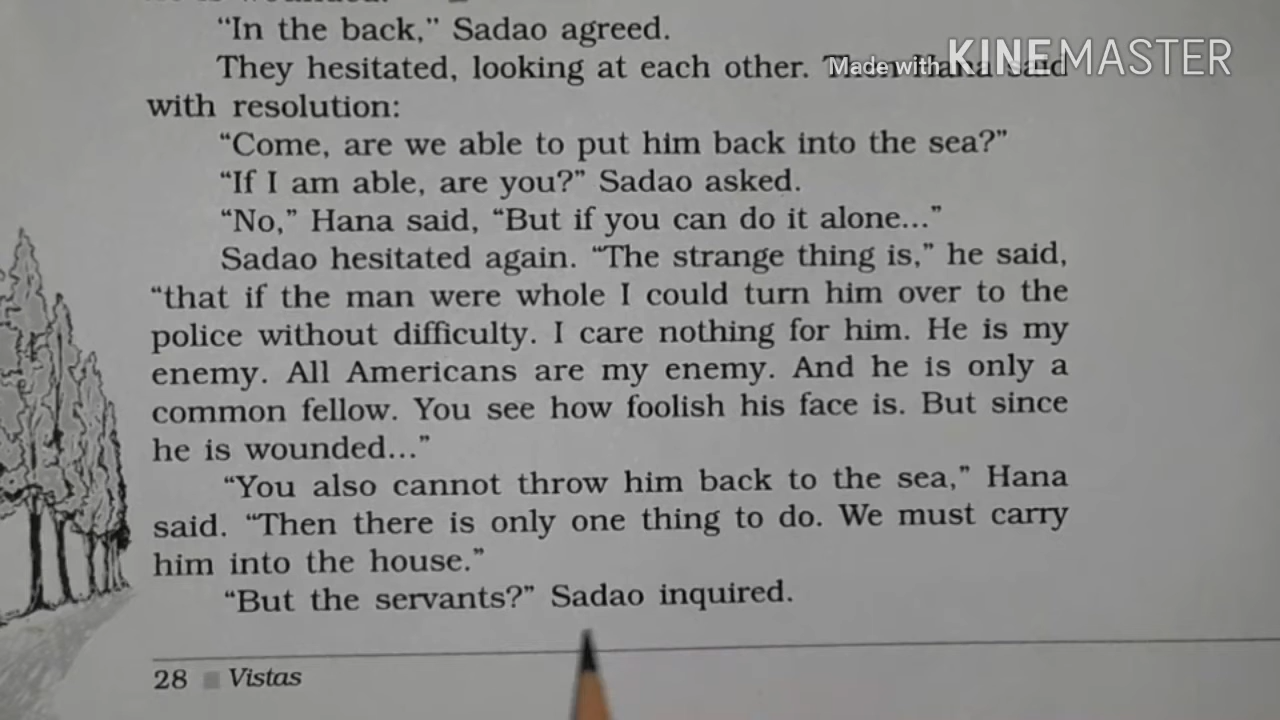 "In the back," Sadao agreed.
They hesitated, looking at each other. Then Hana said
Made with KINEMASTER
with resolution:
"Come, are we able to put him back into the sea?"
"If I am able, are you?" Sadao asked.
"No," Hana said, "But if you can do it alone..."
Sadao hesitated again. "The strange thing is," he said,
"that if the man were whole I could turn him over to the
police without difficulty. I care nothing for him. He is my
enemy. All Americans are my enemy. And he is only a
common fellow. You see how foolish his face is. But since
he is wounded..."
"You also cannot throw him back to the sea," Hana
said. "Then there is only one thing to do. We must carry
him into the house."
"But the servants?" Sadao inquired.
28 Vistas